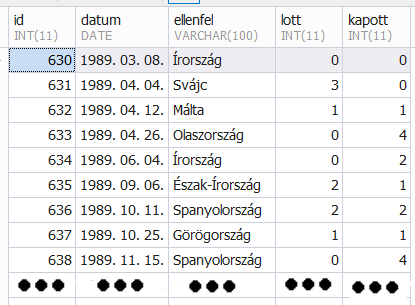 id datum ellenfel lott kapott
INT(11) DATE VARCHAR(100) INT(11) INT(11)
630 1989. 03. 08. Írország 0 0
631 1989. 04. 04. Svájc 3 0
632 1989. 04. 12. Málta 1 1
633 1989. 04. 26. Olaszország 0 4
634 1989. 06. 04. Írország 0 2
635 1989. 09. 06. Észak-Írország 2 1
636 1989. 10. 11. Spanyolország 2 2
637 1989. 10. 25. Görögország 1 1
638 1989. 11. 15. Spanyolország 0 4
●●● ●●● ●●● ●●● ●●●